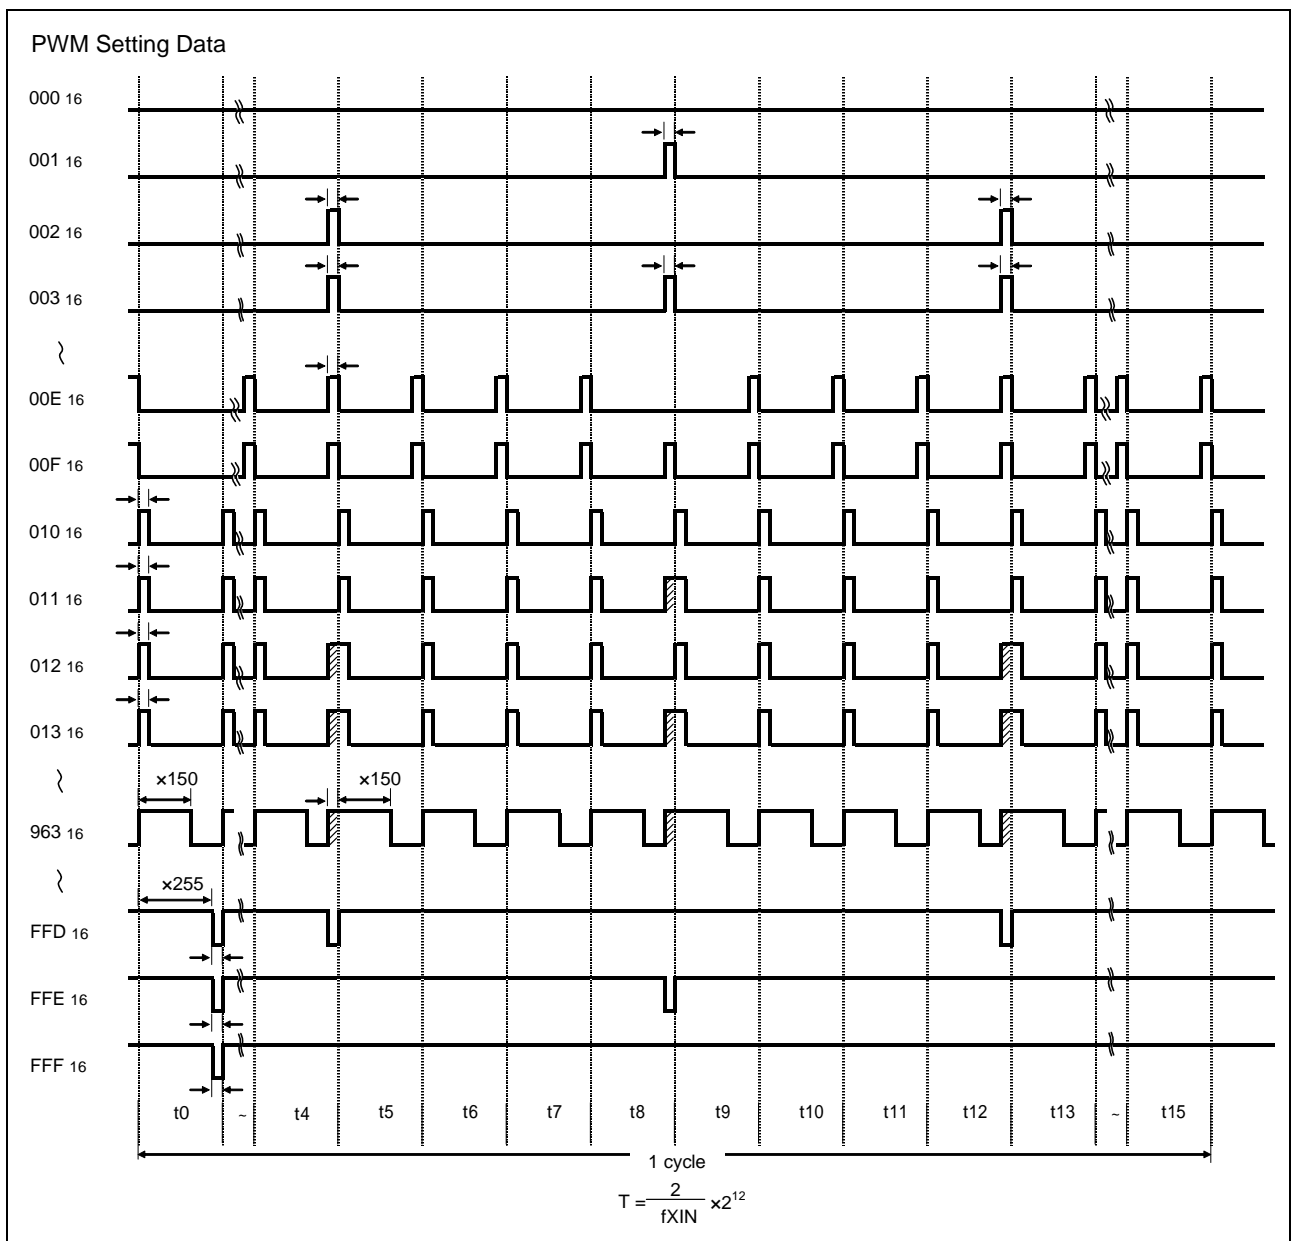 PWM Setting Data
000 16
001 16
002 16
003 16
00E 16
00F 16
010 16
011 16
012 16
013 16
×150 ×150
963 16
×255
FFD 16
FFE 16
FFF 16
t0 ~ t4 t5 t6 t7 t8 t9 t10 t11 t12 t13 ~ t15
1 cycle
T = 2/fXIN ×2^12